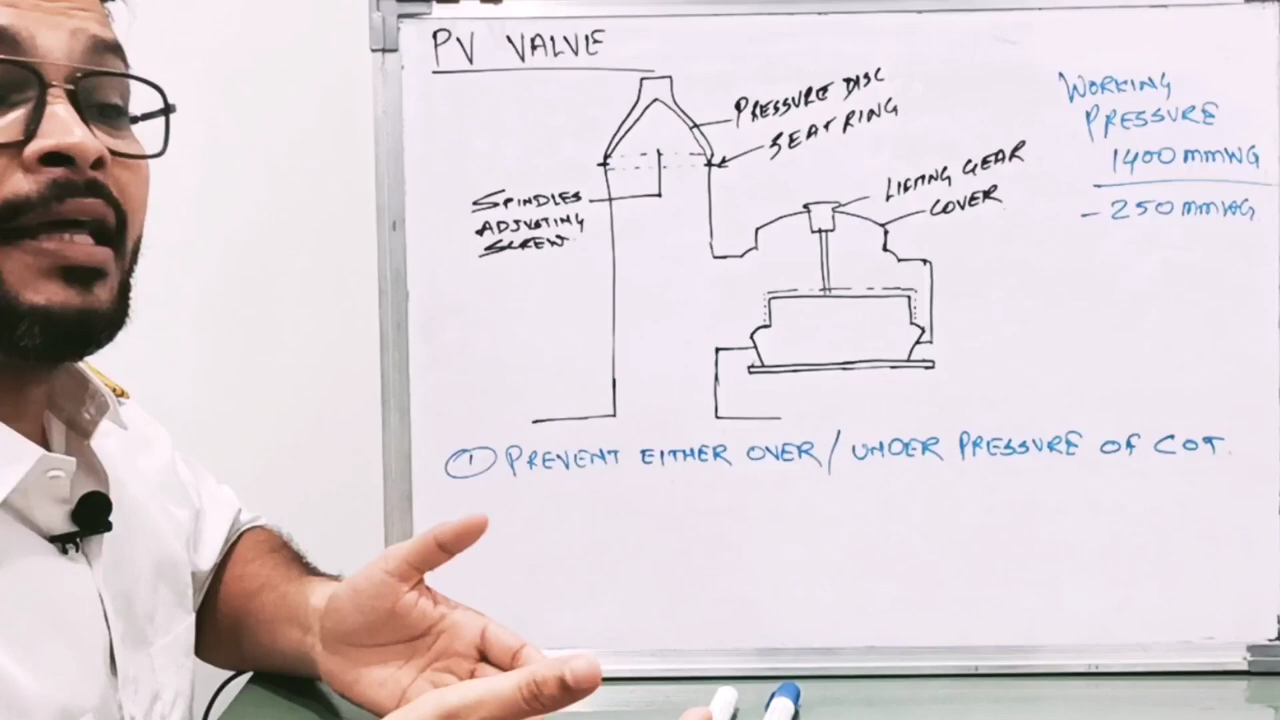 PV VALVE
PRESSURE DISC
SEAT RING
LIFTING GEAR
COVER
SPINDLES
ADJUSTING
SCREW
WORKING
PRESSURE
1400 mmWG
- 250 mmWG
① PREVENT EITHER OVER / UNDER PRESSURE OF COT.